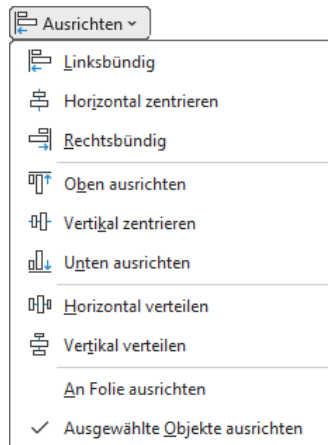 Ausrichten
Linksbündig
Horizontal zentrieren
Rechtsbündig
Oben ausrichten
Vertikal zentrieren
Unten ausrichten
Horizontal verteilen
Vertikal verteilen
An Folie ausrichten
Ausgewählte Objekte ausrichten